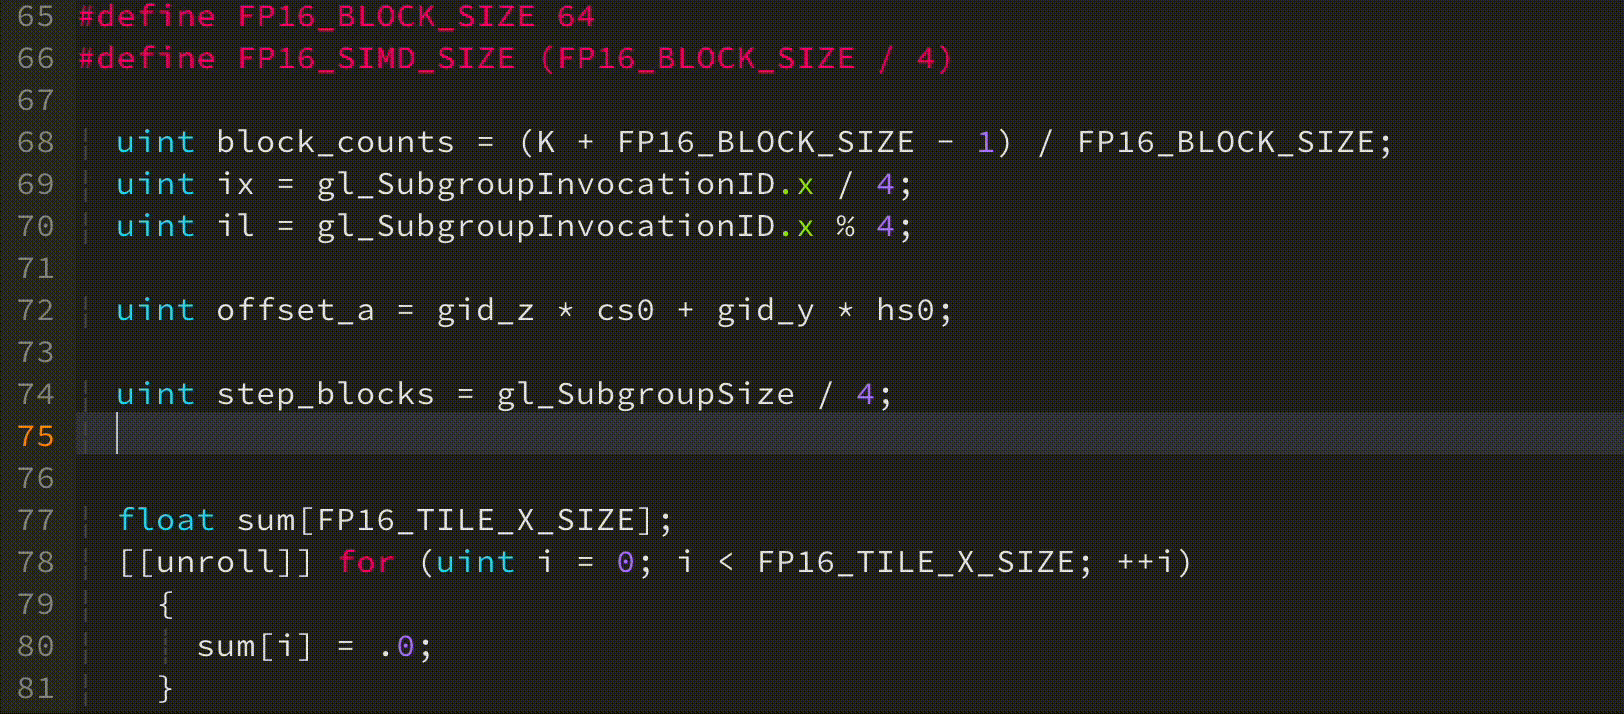 65 #define FP16_BLOCK_SIZE 64
66 #define FP16_SIMD_SIZE (FP16_BLOCK_SIZE / 4)
67
68   uint block_counts = (K + FP16_BLOCK_SIZE - 1) / FP16_BLOCK_SIZE;
69   uint ix = gl_SubgroupInvocationID.x / 4;
70   uint il = gl_SubgroupInvocationID.x % 4;
71
72   uint offset_a = gid_z * cs0 + gid_y * hs0;
73
74   uint step_blocks = gl_SubgroupSize / 4;
75
76
77   float sum[FP16_TILE_X_SIZE];
78   [[unroll]] for (uint i = 0; i < FP16_TILE_X_SIZE; ++i)
79     {
80       sum[i] = .0;
81     }